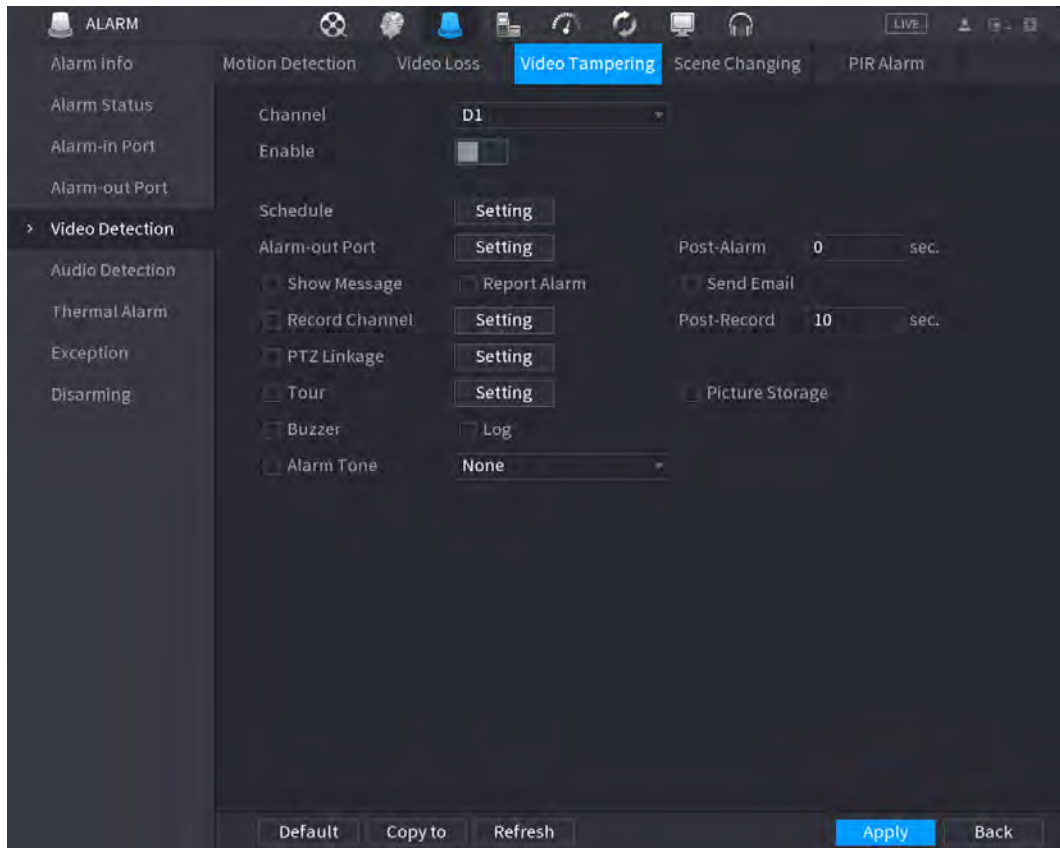 ALARM LIVE
Alarm Info
Alarm Status
Alarm-in Port
Alarm-out Port
> Video Detection
Audio Detection
Thermal Alarm
Exception
Disarming
Motion Detection Video Loss Video Tampering Scene Changing PIR Alarm
Channel D1
Enable
Schedule Setting
Alarm-out Port Setting Post-Alarm 0 sec.
Show Message Report Alarm Send Email
Record Channel Setting Post-Record 10 sec.
PTZ Linkage Setting
Tour Setting Picture Storage
Buzzer Log
Alarm Tone None
Default Copy to Refresh Apply Back